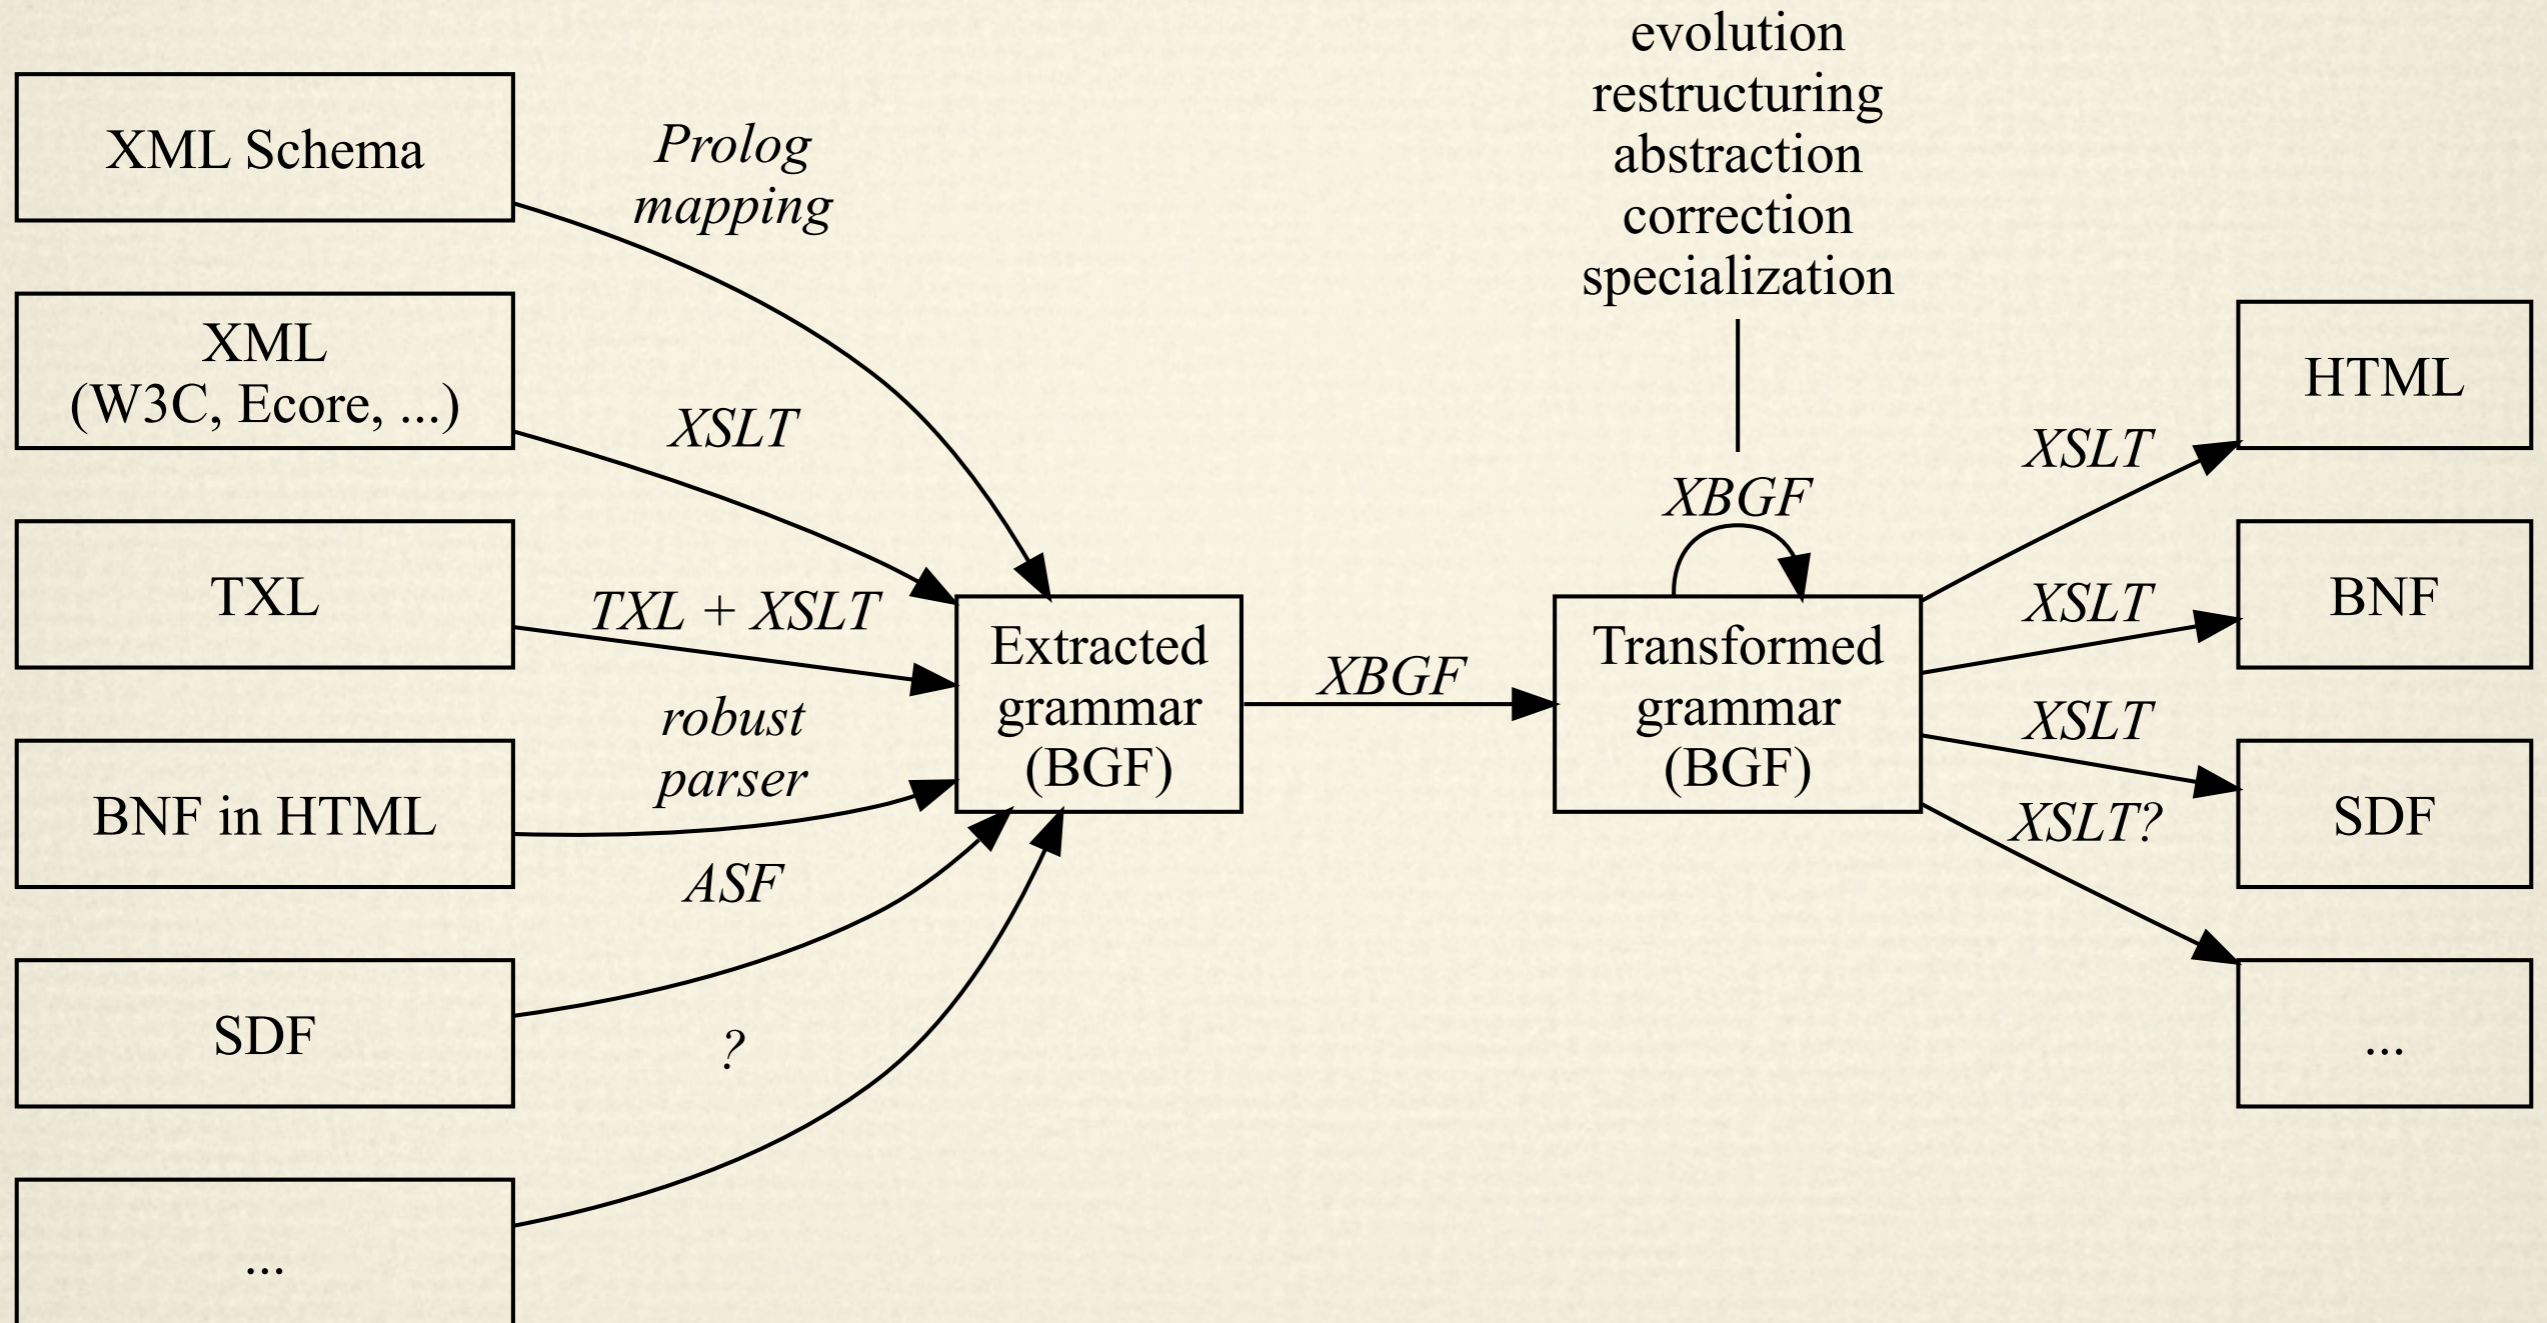 evolution
restructuring
abstraction
correction
specialization
XML Schema
Prolog
mapping
XML
(W3C, Ecore, ...)
XSLT
TXL
TXL + XSLT
BNF in HTML
robust
parser
SDF
ASF
...
?
Extracted
grammar
(BGF)
XBGF
XBGF
Transformed
grammar
(BGF)
XSLT
HTML
XSLT
BNF
XSLT
SDF
XSLT?
...